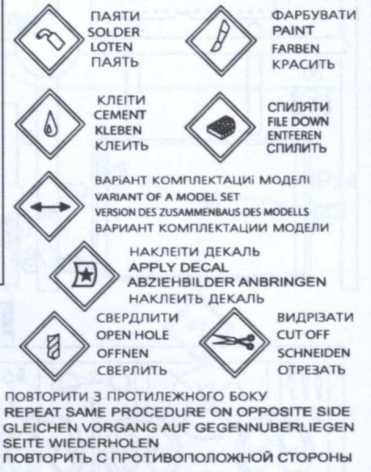 ПАЯТИ
SOLDER
LOTEN
ПАЯТЬ
ФАРБУВАТИ
PAINT
FARBEN
КРАСИТЬ
КЛЕІТИ
CEMENT
KLEBEN
КЛЕИТЬ
СПИЛЯТИ
FILE DOWN
ENTFEREN
СПИЛИТЬ
ВАРіАНТ КОМПЛЕКТАЦІЇ МОДЕЛІ
VARIANT OF A MODEL SET
VERSION DES ZUSAMMENBAUS DES MODELLS
ВАРИАНТ КОМПЛЕКТАЦИИ МОДЕЛИ
НАКЛЕІТИ ДЕКАЛЬ
APPLY DECAL
ABZIEHBILDER ANBRINGEN
НАКЛЕИТЬ ДЕКАЛЬ
СВЕРДЛИТИ
OPEN HOLE
OFFNEN
СВЕРЛИТЬ
ВИДРІЗАТИ
CUT OFF
SCHNEIDEN
ОТРЕЗАТЬ
ПОВТОРИТИ З ПРОТИЛЕЖНОГО БОКУ
REPEAT SAME PROCEDURE ON OPPOSITE SIDE
GLEICHEN VORGANG AUF GEGENNUBERLIEGEN
SEITE WIEDERHOLEN
ПОВТОРИТЬ С ПРОТИВОПОЛОЖНОЙ СТОРОНЫ